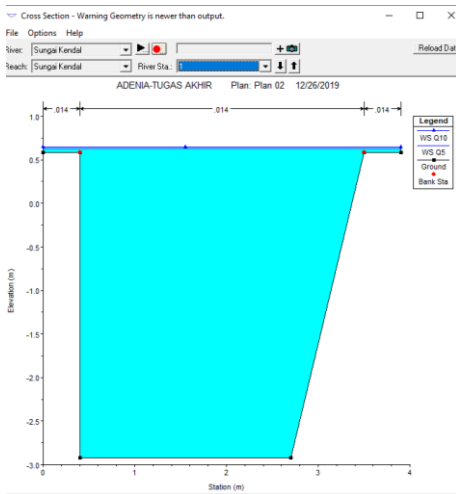 Cross Section - Warning Geometry is newer than output.
File Options Help
River: Sungai Kendal
Reload Dat
Reach: Sungai Kendal River Sta.: 1
ADENIA-TUGAS AKHIR Plan: Plan 02 12/26/2019
.014 .014 .014
Legend
WS Q10
WS Q5
Ground
Bank Sta
1.0
0.5
0.0
-0.5
-1.0
-1.5
-2.0
-2.5
-3.0
Elevation (m)
0 1 2 3 4
Station (m)